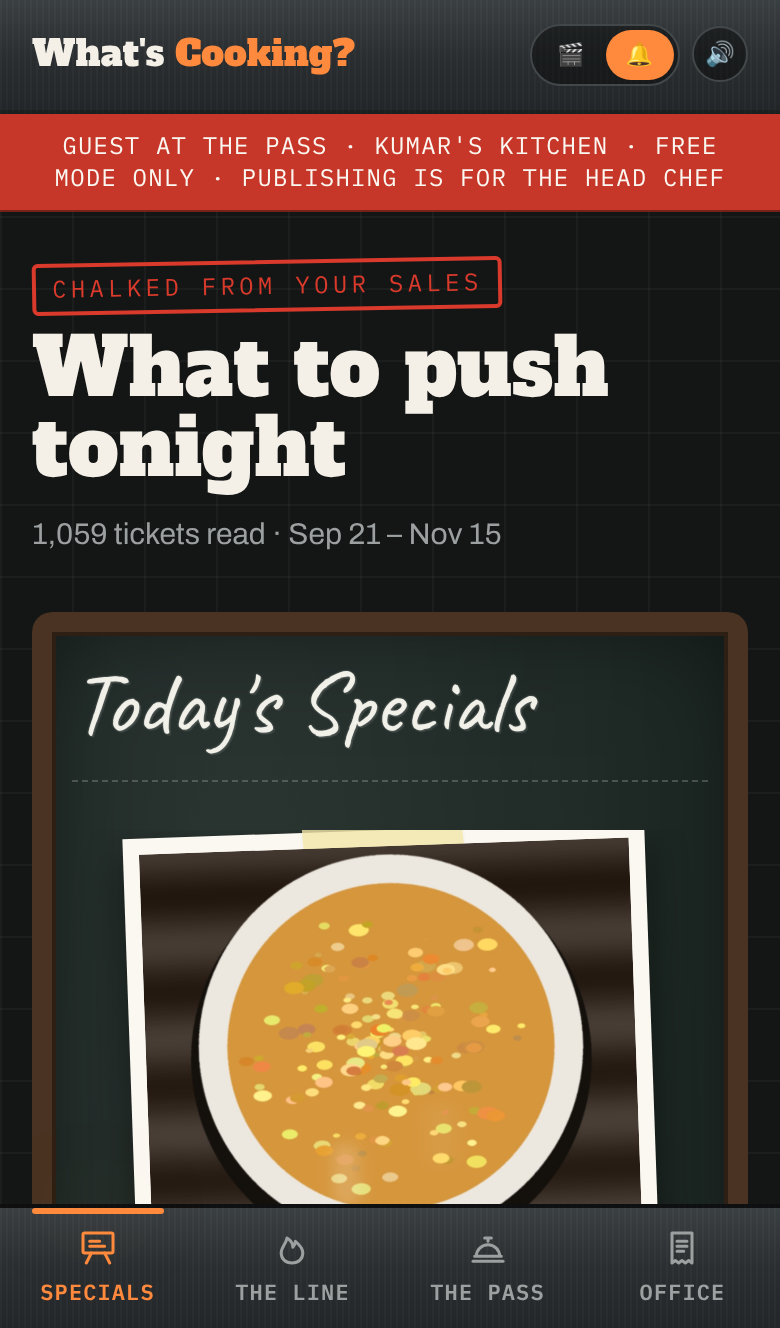 What's Cooking?
GUEST AT THE PASS · KUMAR'S KITCHEN · FREE
MODE ONLY · PUBLISHING IS FOR THE HEAD CHEF
CHALKED FROM YOUR SALES
What to push
tonight
1,059 tickets read · Sep 21 – Nov 15
Today's Specials
SPECIALS
THE LINE
THE PASS
OFFICE